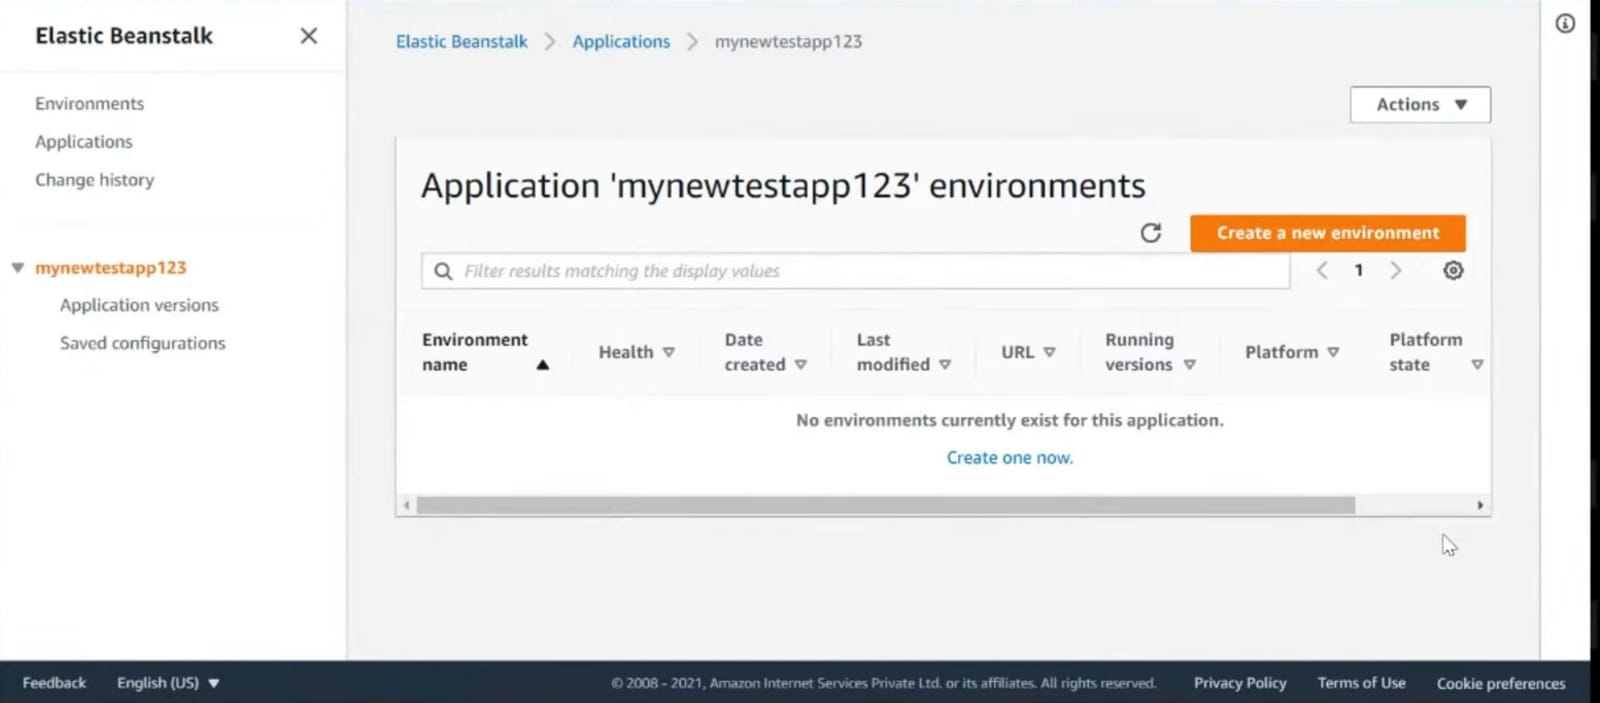 Elastic Beanstalk
Environments
Applications
Change history
mynewtestapp123
Application versions
Saved configurations
Elastic Beanstalk > Applications > mynewtestapp123
Actions
Application 'mynewtestapp123' environments
Create a new environment
Filter results matching the display values
1
Environment name
Health
Date created
Last modified
URL
Running versions
Platform
Platform state
No environments currently exist for this application.
Create one now.
Feedback English (US) © 2008 - 2021, Amazon Internet Services Private Ltd. or its affiliates. All rights reserved. Privacy Policy Terms of Use Cookie preferences